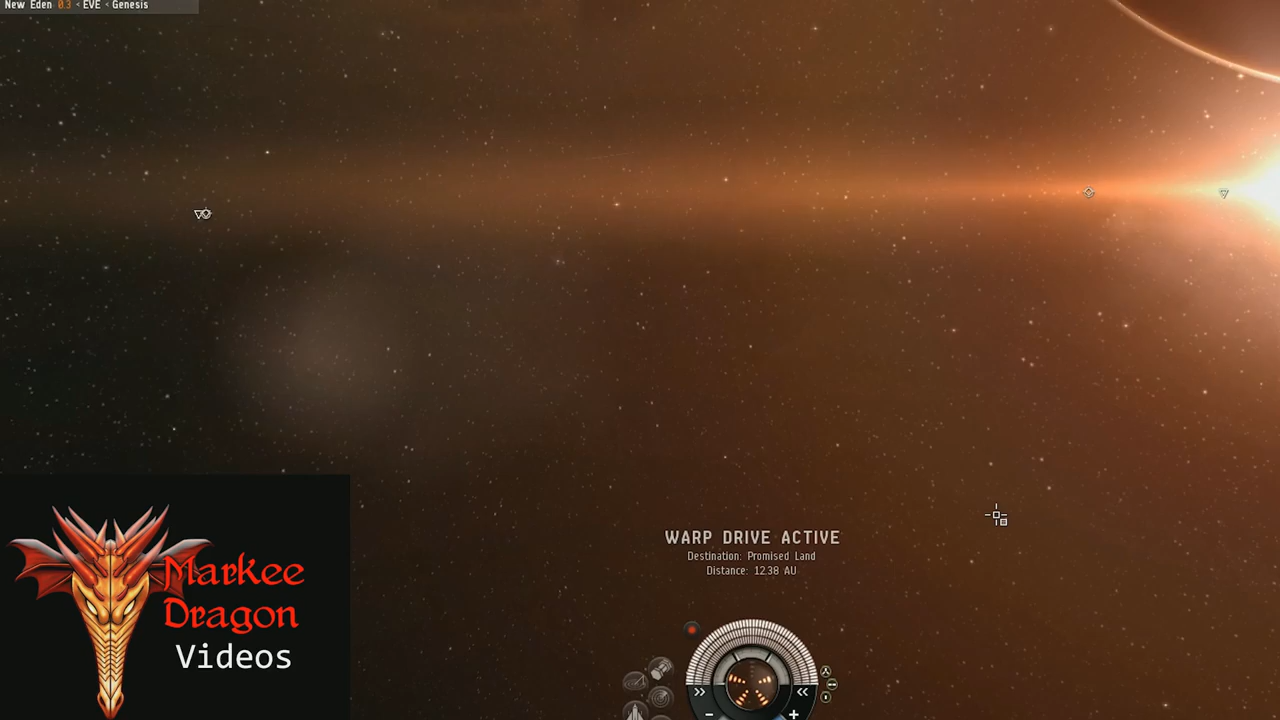 New Eden 0.3 < EVE < Genesis
WARP DRIVE ACTIVE
Destination: Promised Land
Distance: 12.38 AU
Markee
Dragon
Videos